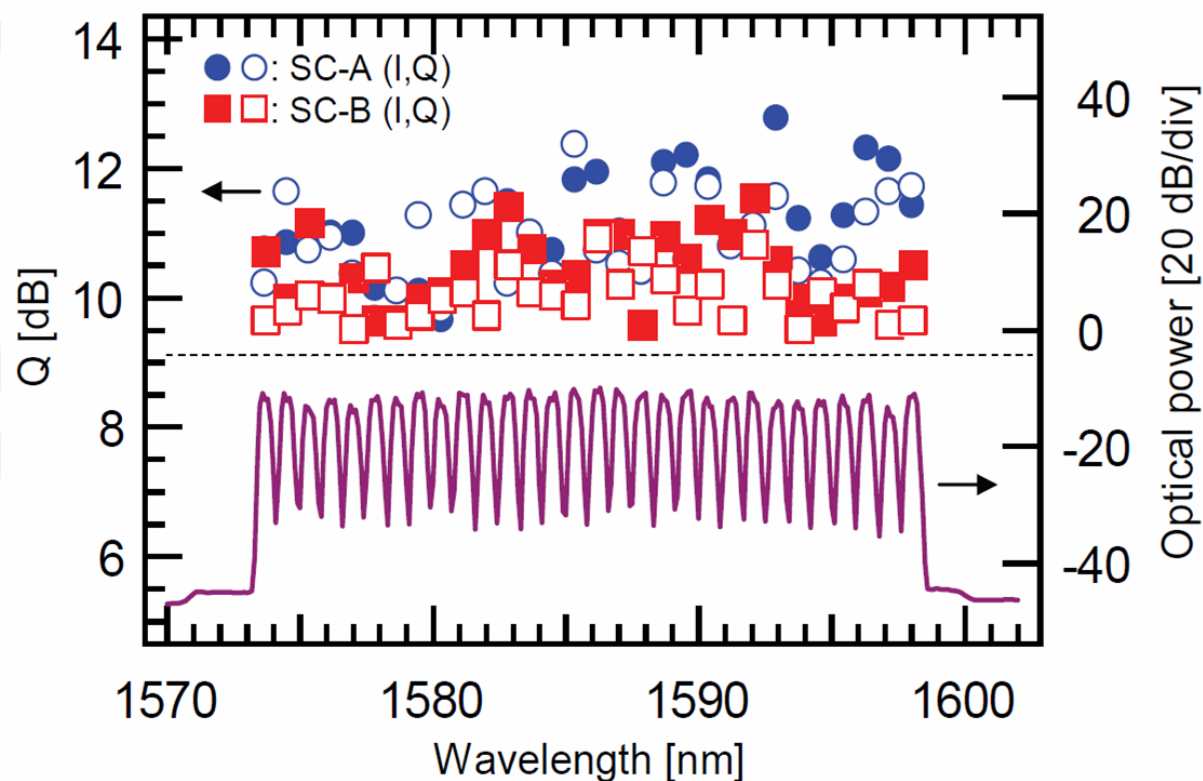 14
12
10
8
6
Q [dB]
: SC-A (I,Q)
: SC-B (I,Q)
40
20
0
-20
-40
Optical power [20 dB/div]
1570
1580
1590
1600
Wavelength [nm]